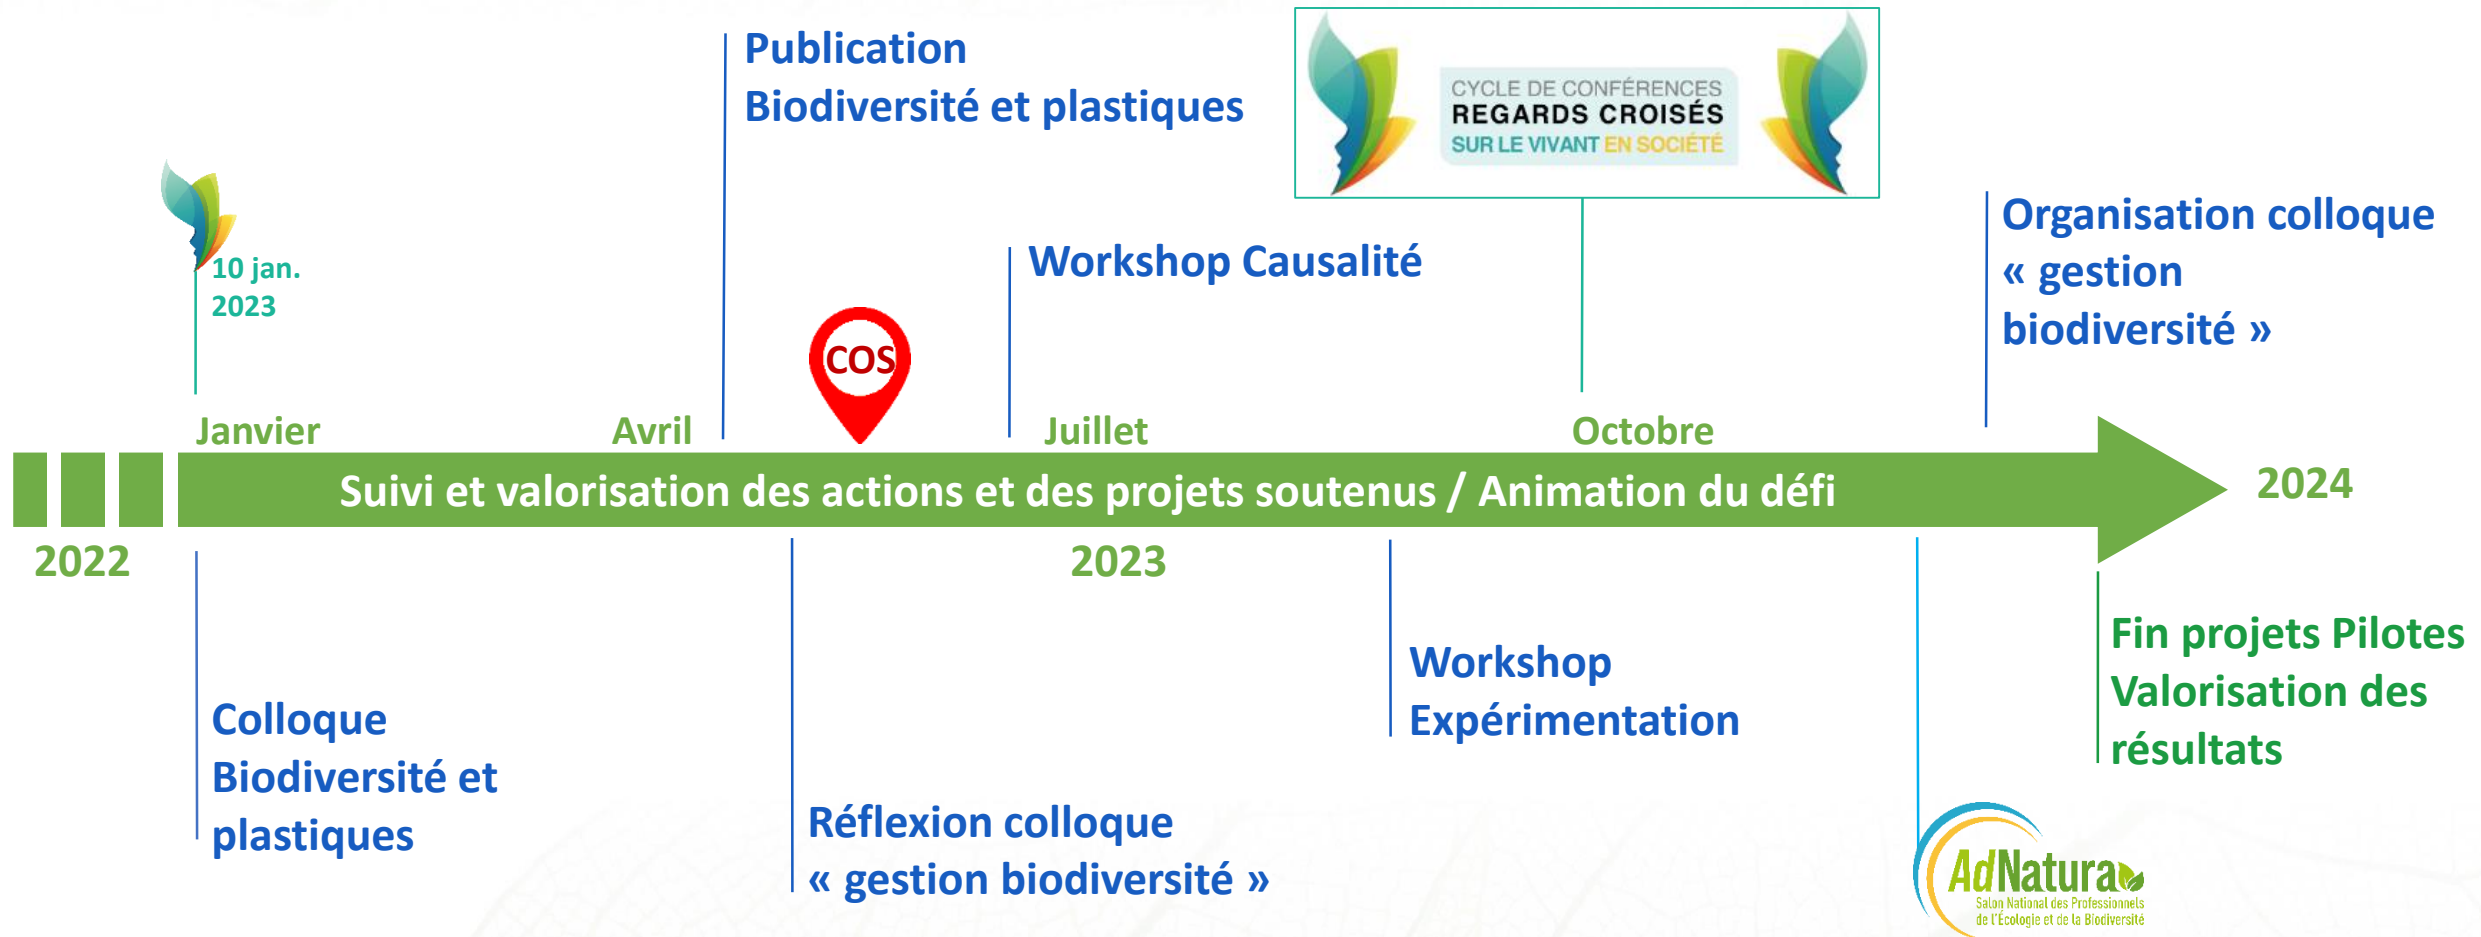 Publication
Biodiversité et plastiques
CYCLE DE CONFÉRENCES
REGARDS CROISÉS
SUR LE VIVANT EN SOCIÉTÉ
10 jan.
2023
Workshop Causalité
Organisation colloque
« gestion
biodiversité »
COS
Janvier
Avril
Juillet
Octobre
Suivi et valorisation des actions et des projets soutenus / Animation du défi
2024
2022
2023
Colloque
Biodiversité et
plastiques
Réflexion colloque
« gestion biodiversité »
Workshop
Expérimentation
Fin projets Pilotes
Valorisation des
résultats
AdNatura
Salon National des Professionnels
de l'Écologie et de la Biodiversité